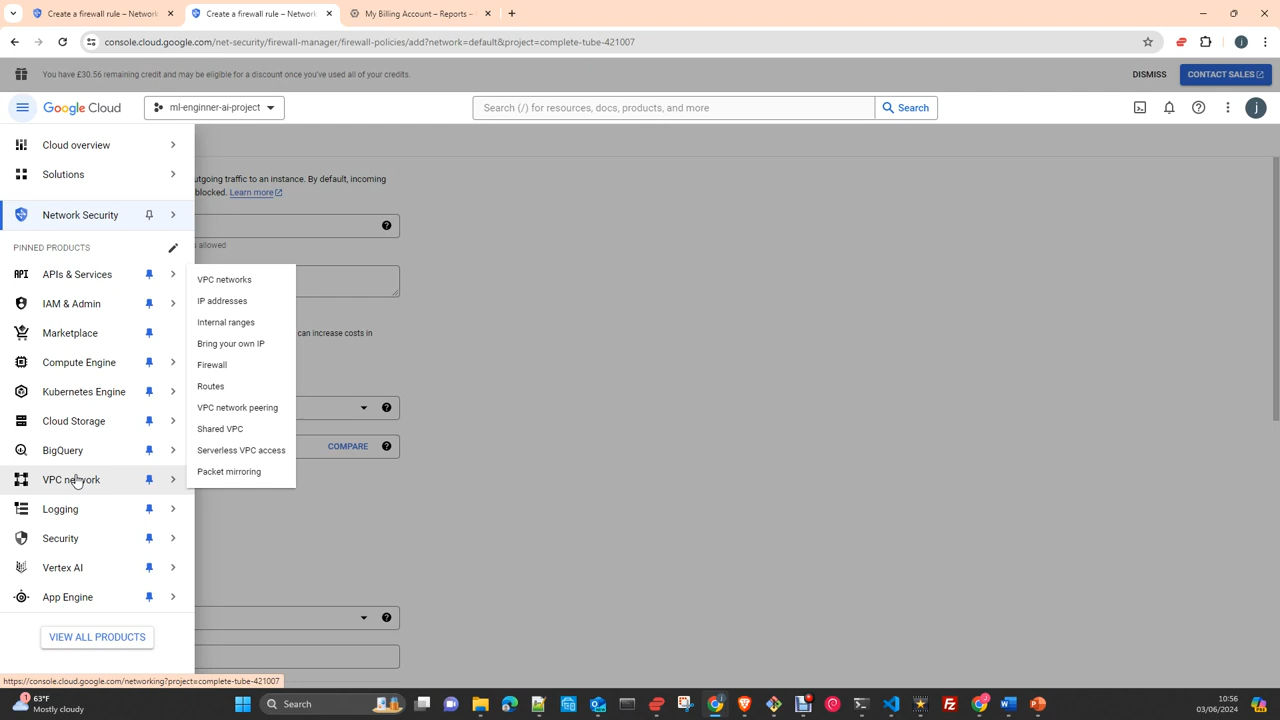 Create a firewall rule – Network
Create a firewall rule – Network
My Billing Account – Reports –
console.cloud.google.com/net-security/firewall-manager/firewall-policies/add?network=default&project=complete-tube-421007
You have £30.56 remaining credit and may be eligible for a discount once you've used all of your credits.
DISMISS
CONTACT SALES
Google Cloud
ml-enginner-ai-project
Search (/) for resources, docs, products, and more
Search
j
Cloud overview
Solutions
utgoing traffic to an instance. By default, incoming
blocked. Learn more
Network Security
allowed
PINNED PRODUCTS
API APIs & Services
IAM & Admin
Marketplace
Compute Engine
Kubernetes Engine
Cloud Storage
BigQuery
VPC network
Logging
Security
Vertex AI
App Engine
VPC networks
IP addresses
Internal ranges
Bring your own IP
Firewall
Routes
VPC network peering
Shared VPC
Serverless VPC access
Packet mirroring
can increase costs in
COMPARE
VIEW ALL PRODUCTS
https://console.cloud.google.com/networking?project=complete-tube-421007
1
63°F
Mostly cloudy
Search
10:56
03/06/2024